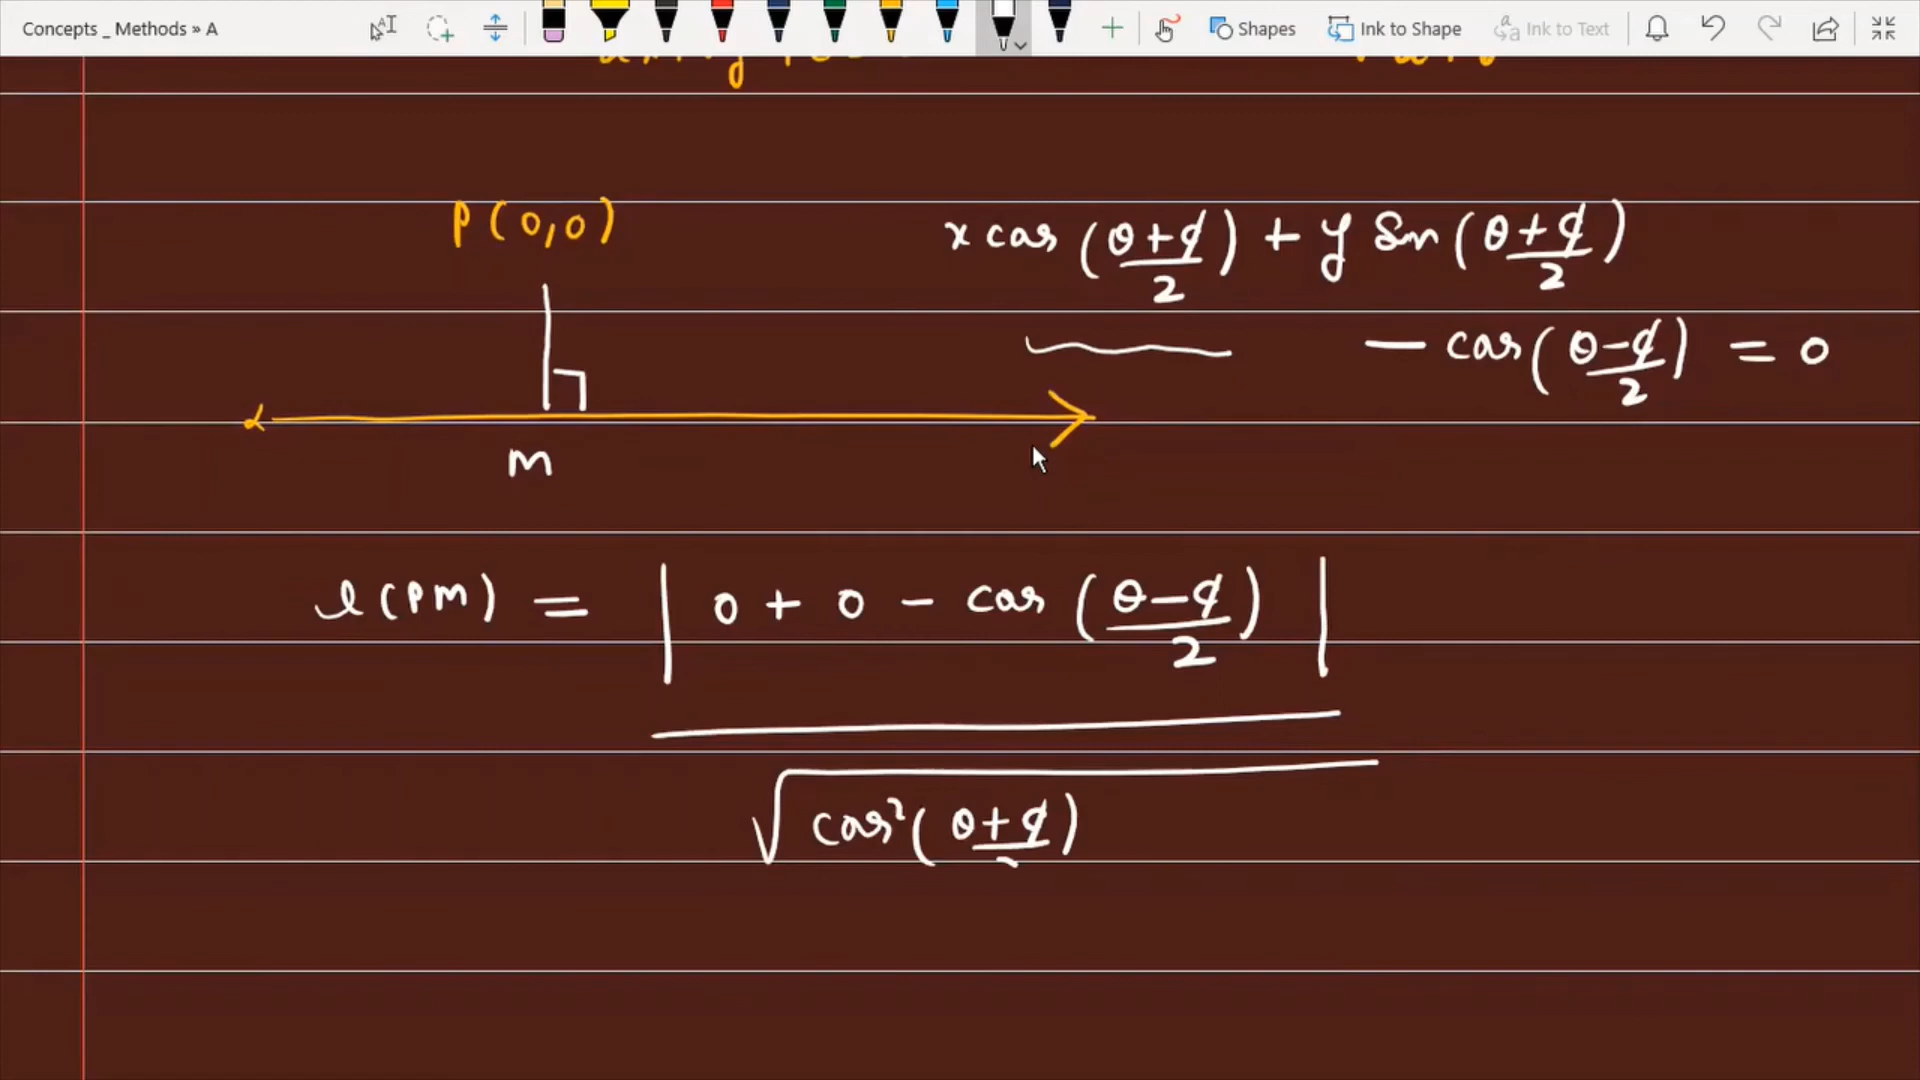 Concepts _ Methods » A
Shapes
Ink to Shape
Ink to Text
P(0,0)
x cos (θ+φ/2) + y Sin (θ+φ/2)
— cos (θ-φ/2) = 0
M
l(PM) = | 0 + 0 - cos (θ-φ/2) |
√ cos²(θ+φ)